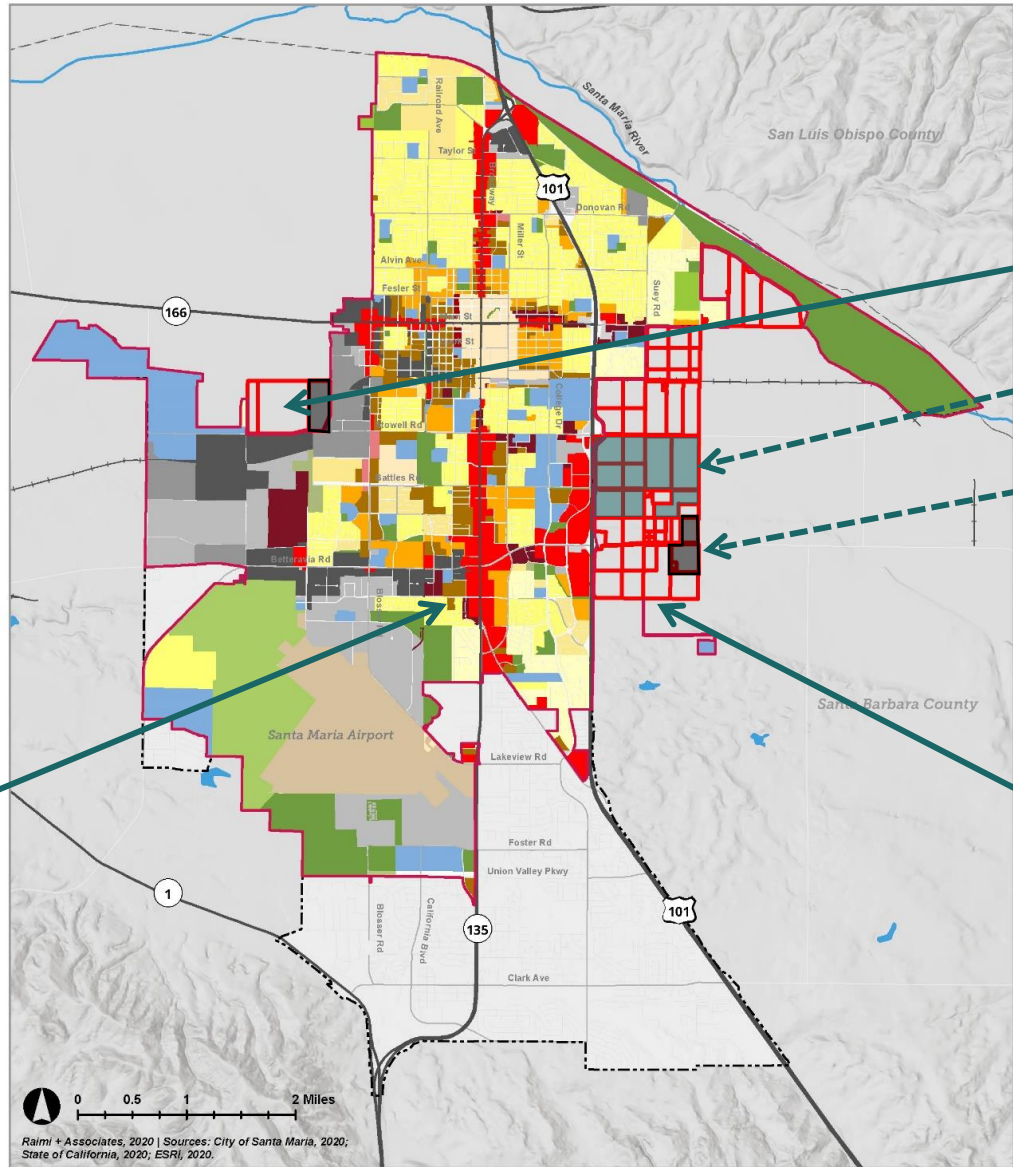 Santa Maria River
San Luis Obispo County
Railroad Ave
Taylor St
101
Donovan Rd
Miller St
Alvin Ave
Suey Rd
Fesler St
166
St
St
College Dr
Stowell Rd
Battles Rd
Betteravia Rd
Santa Barbara County
Santa Maria Airport
Lakeview Rd
Foster Rd
Union Valley Pkwy
1
101
Blosser Rd
California Blvd
135
Clark Ave
0 0.5 1 2 Miles
Raimi + Associates, 2020 | Sources: City of Santa Maria, 2020;
State of California, 2020; ESRI, 2020.